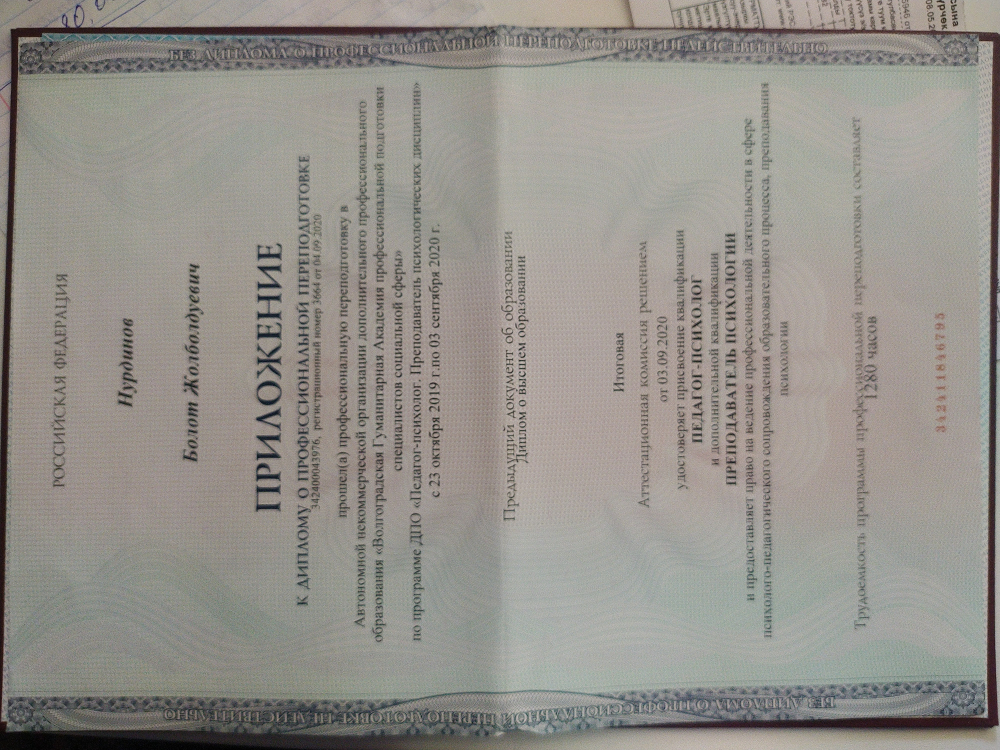 БЕЗ ДИПЛОМА О ПРОФЕССИОНАЛЬНОЙ ПЕРЕПОДГОТОВКЕ НЕДЕЙСТВИТЕЛЬНО
РОССИЙСКАЯ ФЕДЕРАЦИЯ
Нурдинов
Болот Жолболдуевич
ПРИЛОЖЕНИЕ
К ДИПЛОМУ О ПРОФЕССИОНАЛЬНОЙ ПЕРЕПОДГОТОВКЕ
342400043976, регистрационный номер 3664 от 04.09.2020
прошел(а) профессиональную переподготовку в
Автономной некоммерческой организации дополнительного профессионального
образования «Волгоградская Гуманитарная Академия профессиональной подготовки
специалистов социальной сферы»
по программе ДПО «Педагог-психолог. Преподаватель психологических дисциплин»
с 23 октября 2019 г.по 03 сентября 2020 г.
Предыдущий документ об образовании
Диплом о высшем образовании
Итоговая
Аттестационная комиссия решением
от 03.09.2020
удостоверяет присвоение квалификации
ПЕДАГОГ-ПСИХОЛОГ
и дополнительной квалификации
ПРЕПОДАВАТЕЛЬ ПСИХОЛОГИИ
и предоставляет право на ведение профессиональной деятельности в сфере
психолого-педагогического сопровождения образовательного процесса, преподавания
психологии
Трудоемкость программы профессиональной переподготовки составляет
1280 часов
342411846795
БЕЗ ДИПЛОМА О ПРОФЕССИОНАЛЬНОЙ ПЕРЕПОДГОТОВКЕ НЕДЕЙСТВИТЕЛЬНО